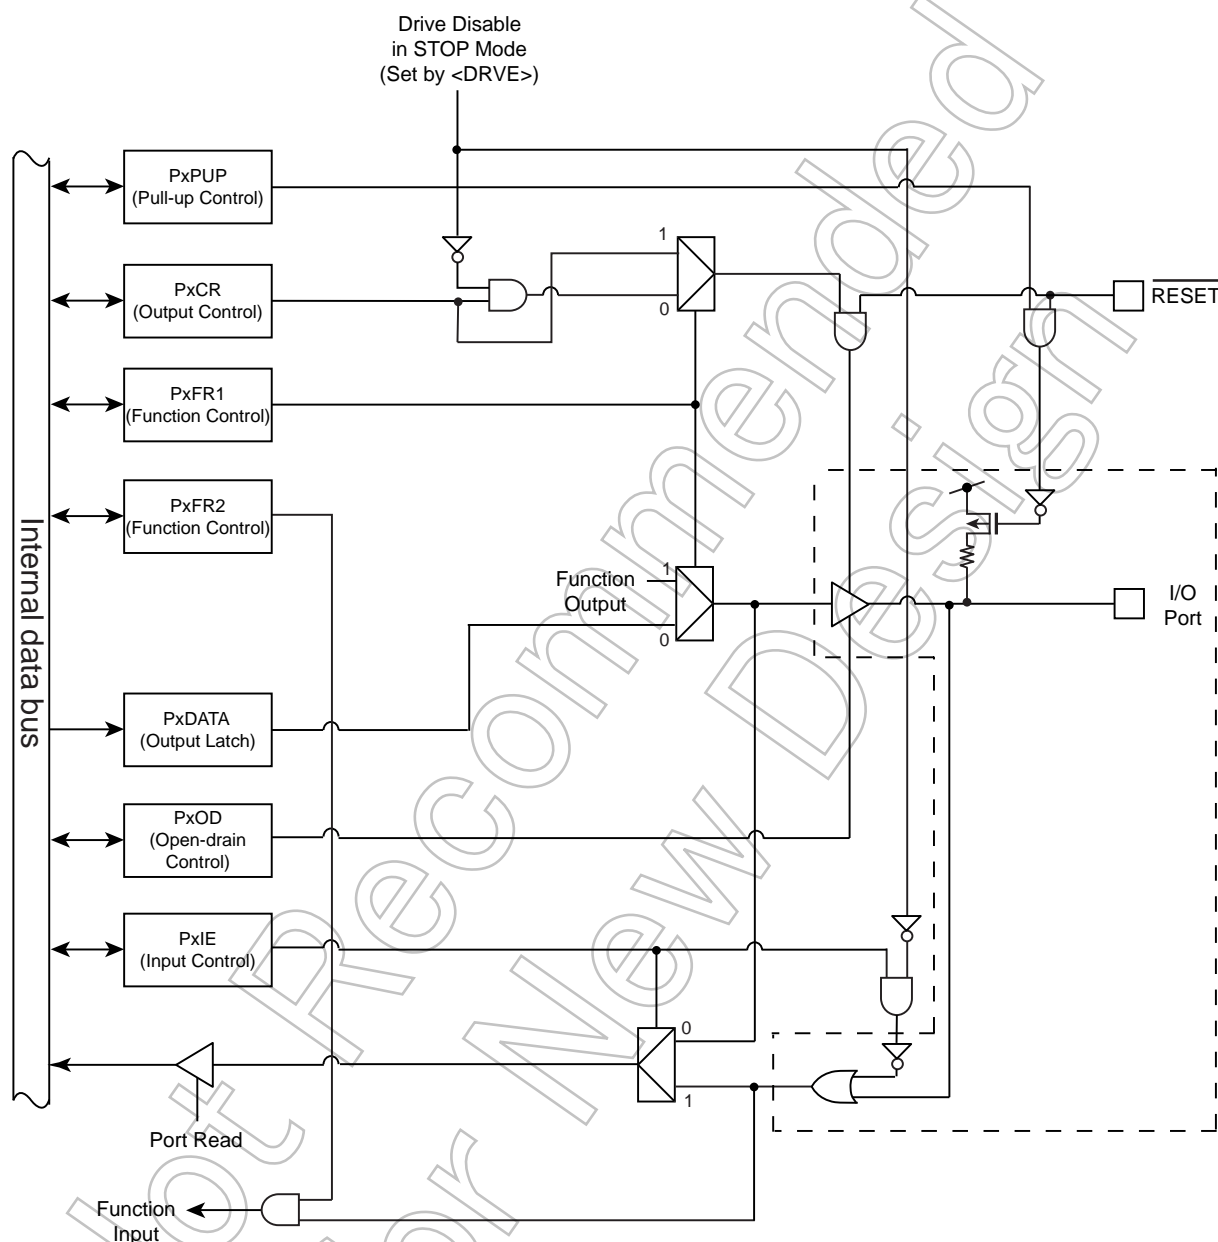 Drive Disable
in STOP Mode
(Set by <DRVE>)
PxPUP
(Pull-up Control)
1
PxCR
(Output Control)
0
RESET
PxFR1
(Function Control)
PxFR2
(Function Control)
Internal data bus
Function
Output
1
0
I/O
Port
PxDATA
(Output Latch)
PxOD
(Open-drain
Control)
PxIE
(Input Control)
0
1
Port Read
Function
Input
Not Recommended
for New Design